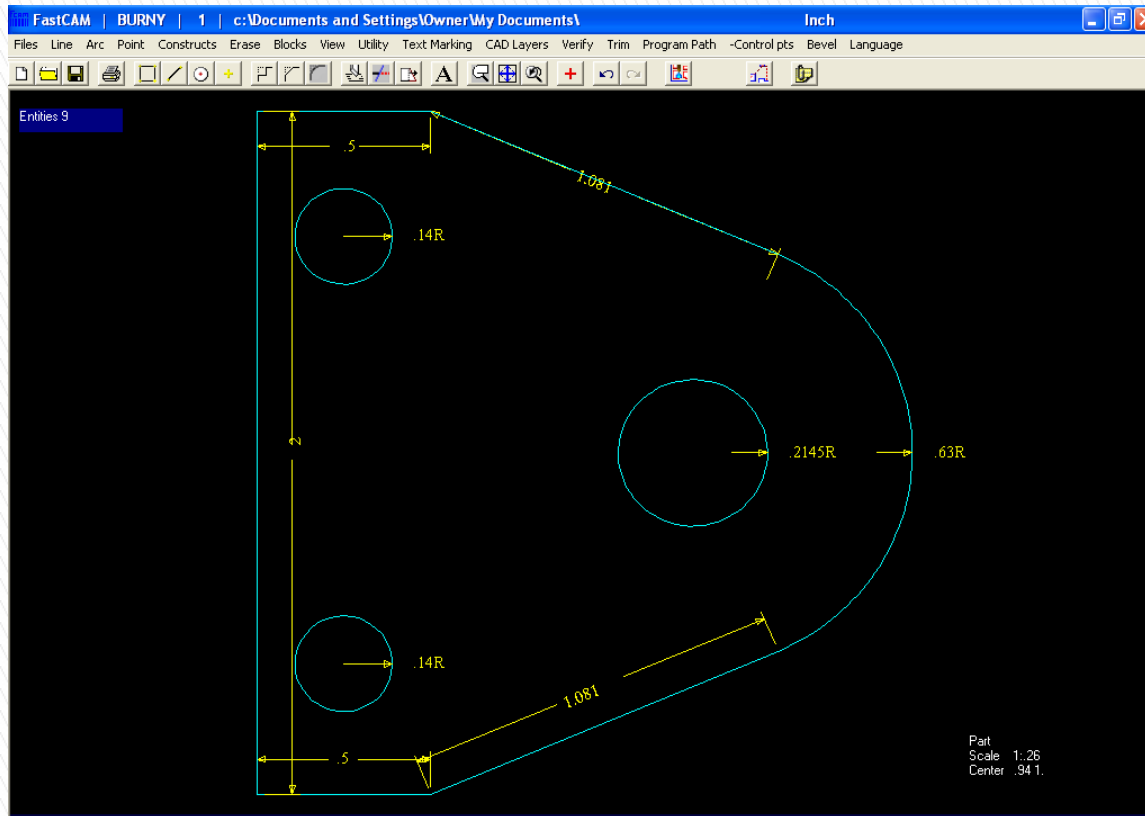 FastCAM | BURNY | 1 | c:\Documents and Settings\Owner\My Documents\ Inch
Files Line Arc Point Constructs Erase Blocks View Utility Text Marking CAD Layers Verify Trim Program Path -Control pts Bevel Language
A
Entities 9
.5
1.081
.14R
2
.2145R
.63R
.14R
1.081
.5
Part
Scale 1:.26
Center .94 1.